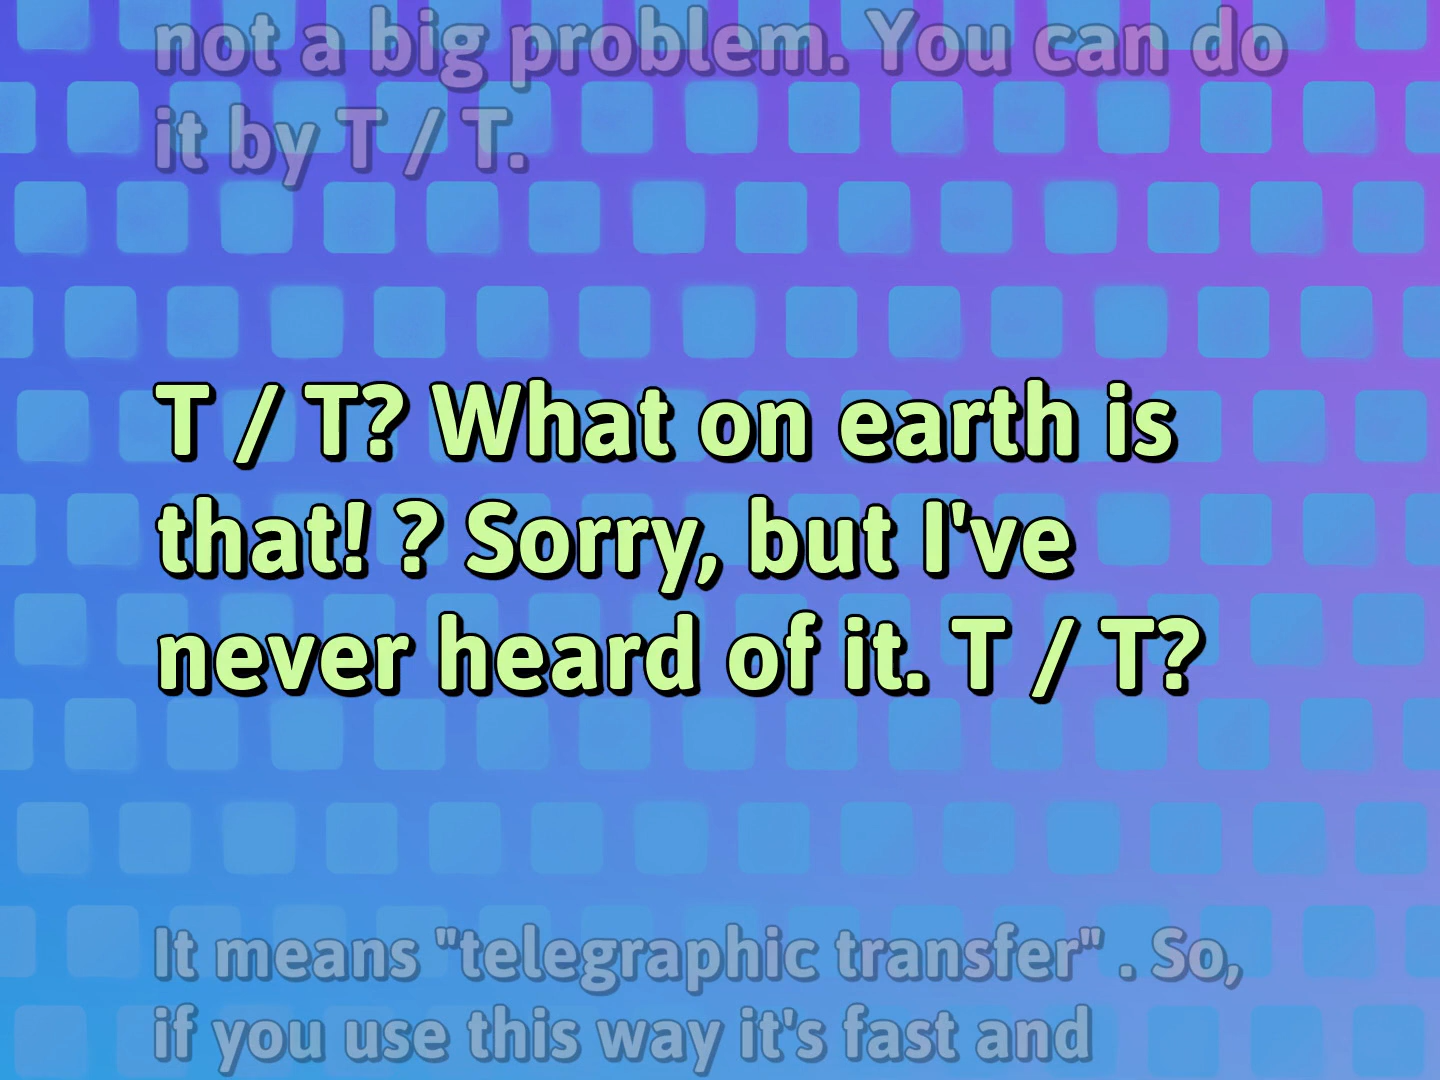 not a big problem. You can do
it by T / T.
T / T? What on earth is
that! ? Sorry, but I've
never heard of it. T / T?
It means "telegraphic transfer" . So,
if you use this way it's fast and